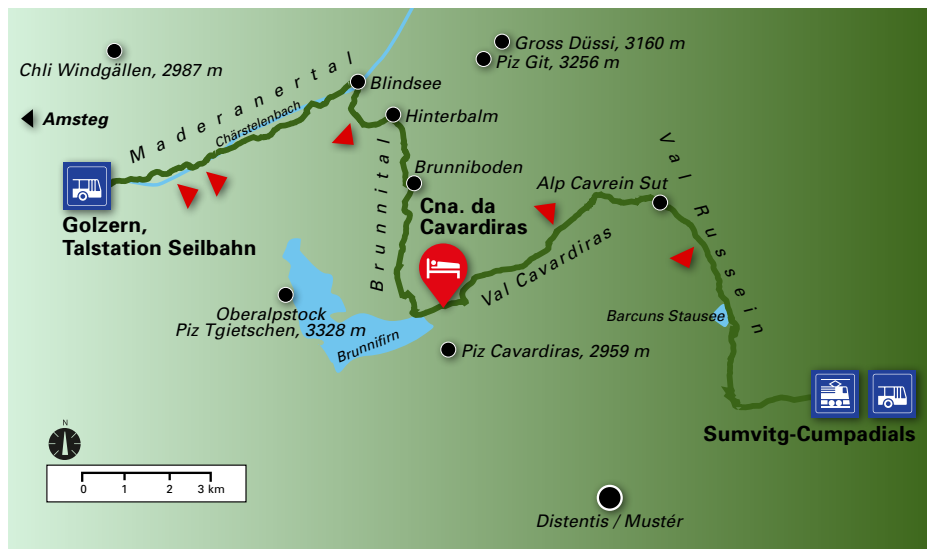 Gross Düssi, 3160 m
Piz Git, 3256 m
Chli Windgällen, 2987 m
Blindsee
Maderanertal
Chärstelenbach
Amsteg
Hinterbalm
Brunnital
Brunniboden
Val Russein
Alp Cavrein Sut
Golzern,
Talstation Seilbahn
Cna. da
Cavardiras
Val Cavardiras
Oberalpstock
Piz Tgietschen, 3328 m
Brunnifirn
Barcuns Stausee
Piz Cavardiras, 2959 m
Sumvitg-Cumpadials
N
0 1 2 3 km
Distentis / Mustér